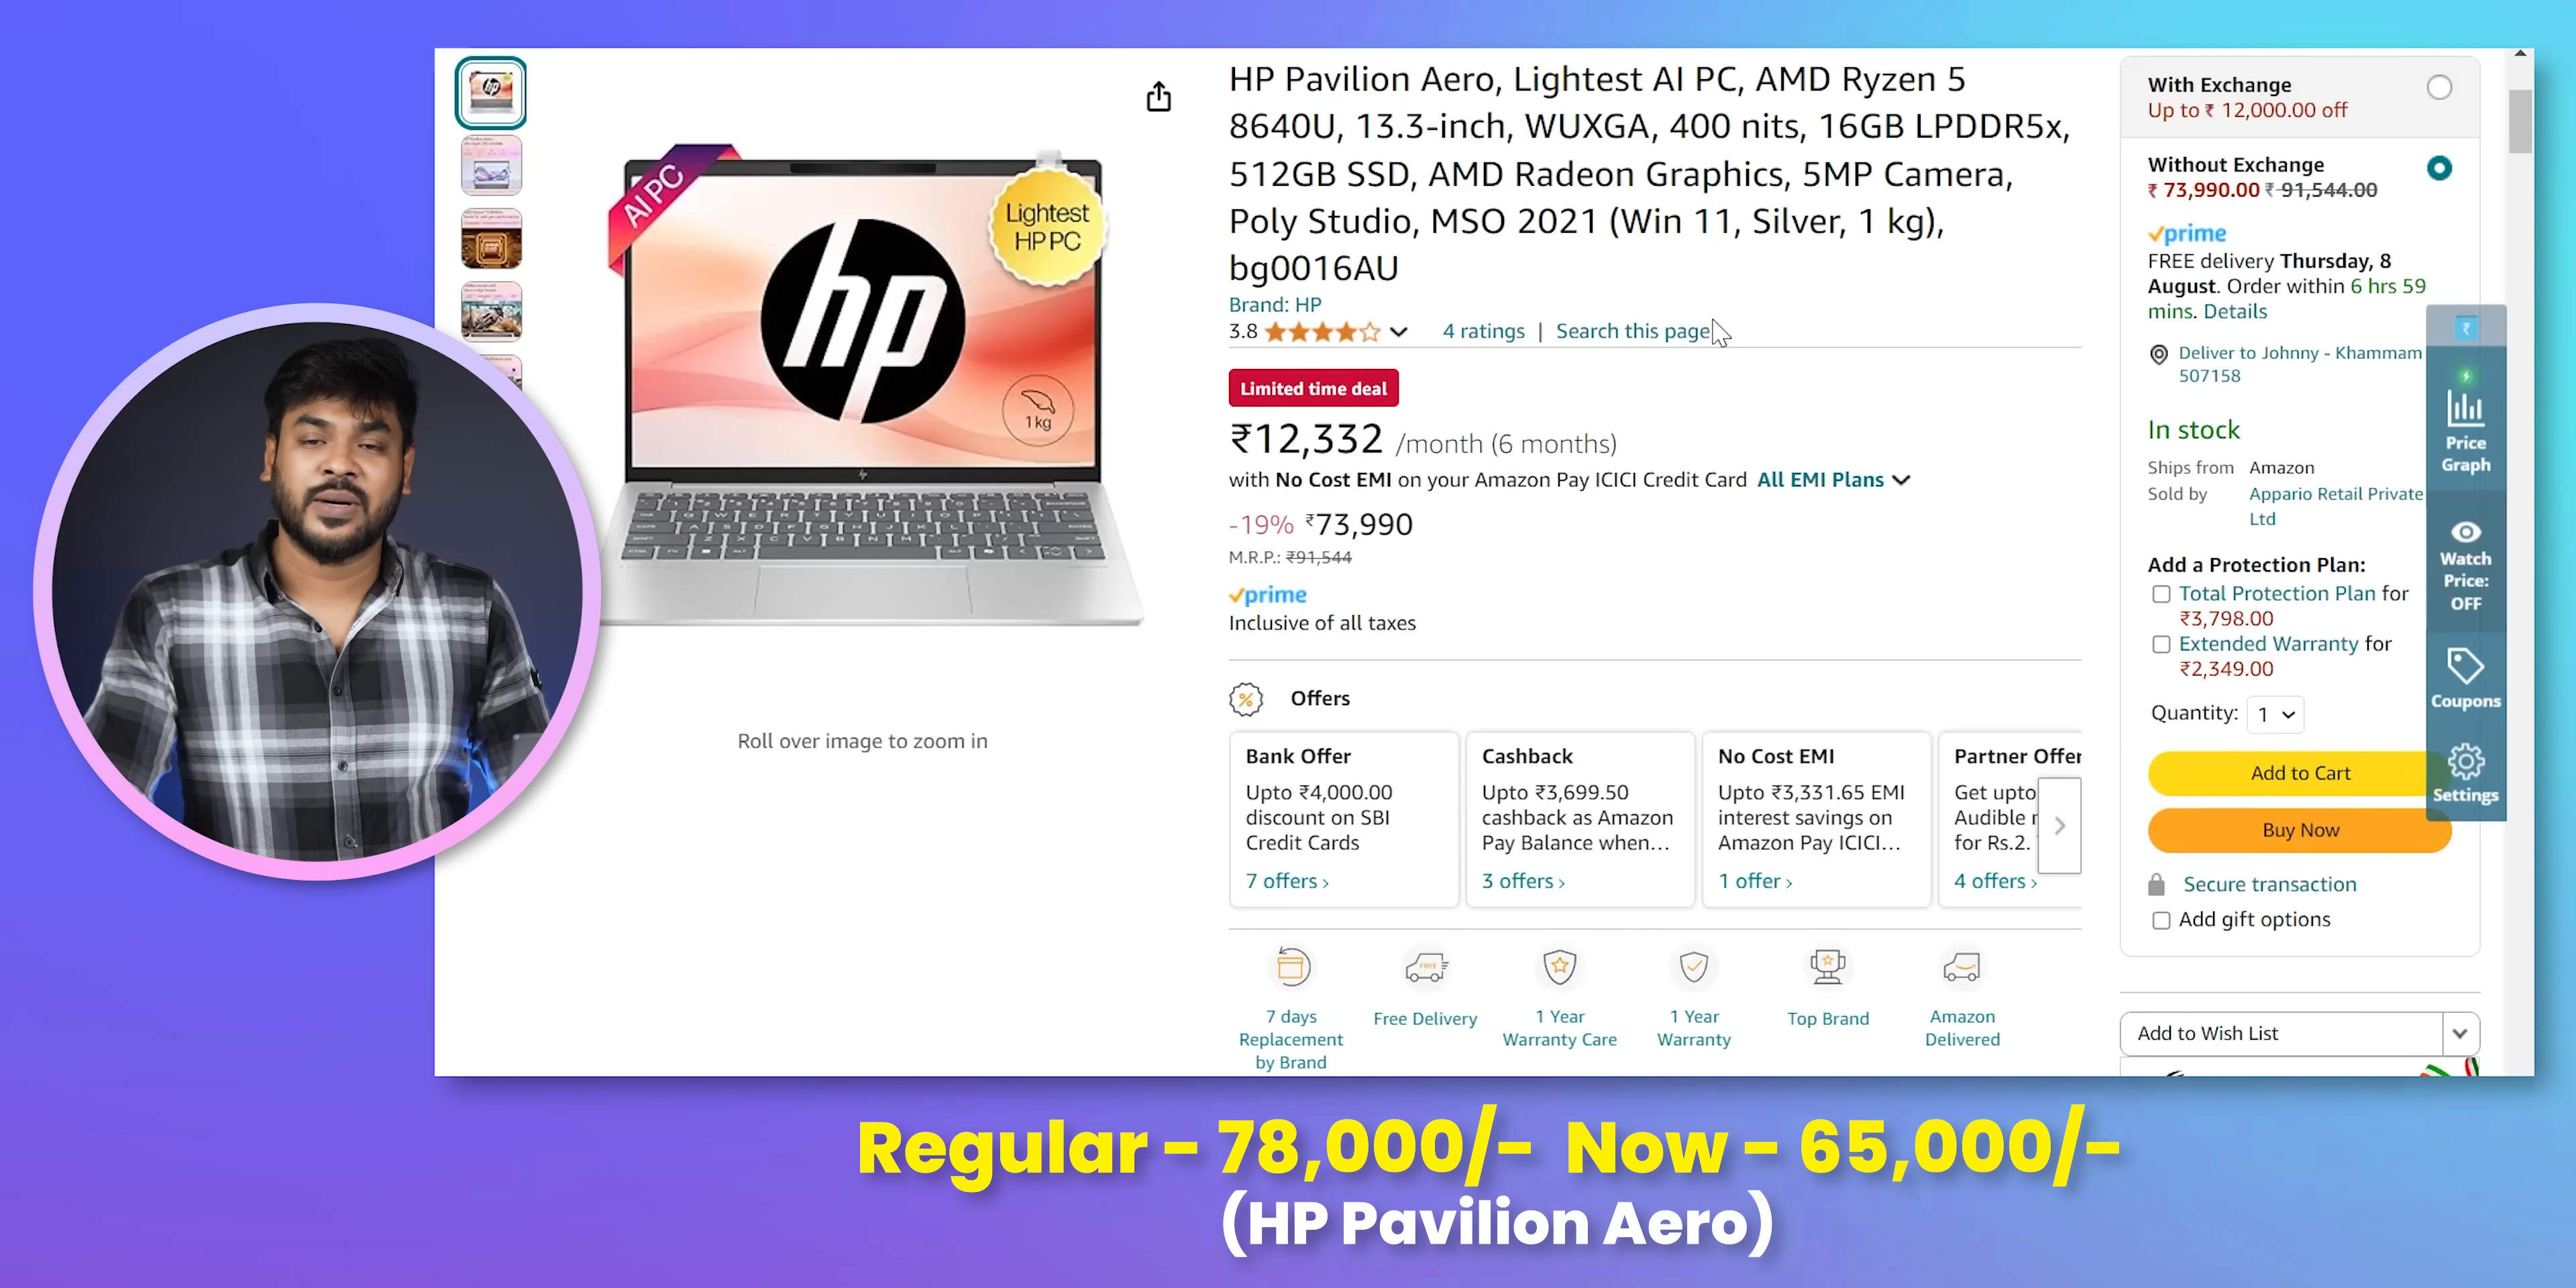 AI PC
hp
Lightest
HP PC
1 kg
Roll over image to zoom in
HP Pavilion Aero, Lightest AI PC, AMD Ryzen 5
8640U, 13.3-inch, WUXGA, 400 nits, 16GB LPDDR5x,
512GB SSD, AMD Radeon Graphics, 5MP Camera,
Poly Studio, MSO 2021 (Win 11, Silver, 1 kg),
bg0016AU
Brand: HP
3.8 4 ratings | Search this page
Limited time deal
₹12,332 /month (6 months)
with No Cost EMI on your Amazon Pay ICICI Credit Card All EMI Plans
-19% ₹73,990
M.R.P.: ₹91,544
prime
Inclusive of all taxes
Offers
Bank Offer
Upto ₹4,000.00
discount on SBI
Credit Cards
7 offers ›
Cashback
Upto ₹3,699.50
cashback as Amazon
Pay Balance when…
3 offers ›
No Cost EMI
Upto ₹3,331.65 EMI
interest savings on
Amazon Pay ICICI…
1 offer ›
Partner Offer
Get upto
Audible
for Rs.2.
4 offers ›
7 days
Replacement
by Brand
Free Delivery
1 Year
Warranty Care
1 Year
Warranty
Top Brand
Amazon
Delivered
With Exchange
Up to ₹ 12,000.00 off
Without Exchange
₹ 73,990.00 ₹ 91,544.00
prime
FREE delivery Thursday, 8
August. Order within 6 hrs 59
mins. Details
Deliver to Johnny - Khammam
507158
In stock
Ships from Amazon
Sold by Appario Retail Private
Ltd
Add a Protection Plan:
Total Protection Plan for
₹3,798.00
Extended Warranty for
₹2,349.00
Quantity: 1
Add to Cart
Buy Now
Secure transaction
Add gift options
Add to Wish List
Price
Graph
Watch
Price:
OFF
Coupons
Settings
Regular - 78,000/- Now - 65,000/-
(HP Pavilion Aero)